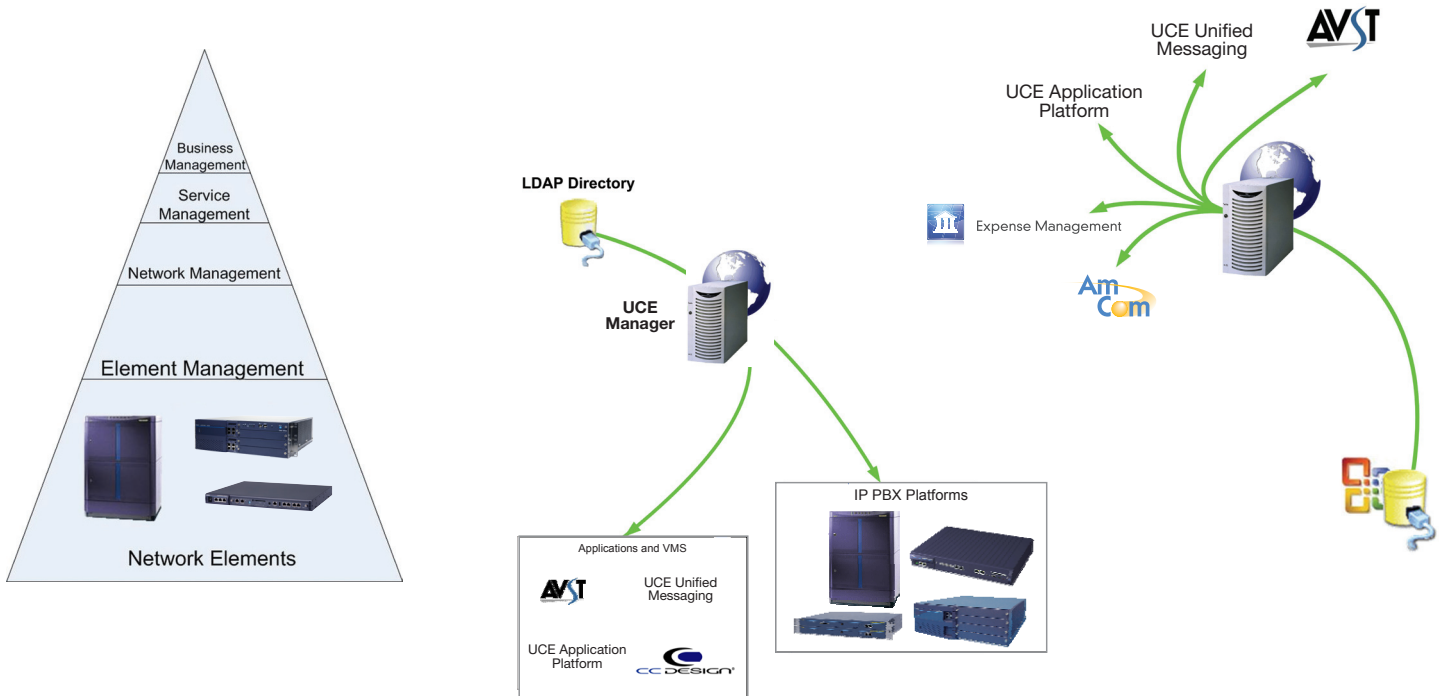 Business
Management
Service
Management
Network Management
Element Management
Network Elements
LDAP Directory
UCE
Manager
Applications and VMS
AVST
UCE Unified
Messaging
UCE Application
Platform
CC DESIGN
IP PBX Platforms
UCE Unified
Messaging
AVST
UCE Application
Platform
Expense Management
Am
Com